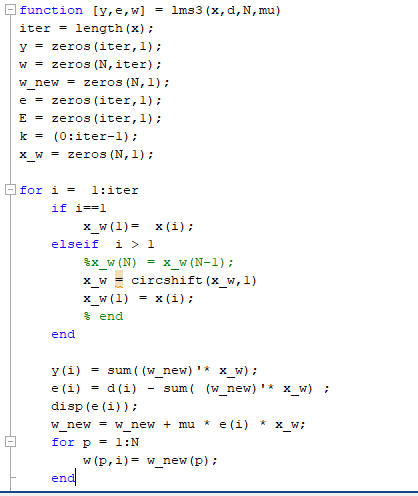 function [y,e,w] = lms3(x,d,N,mu)
iter = length(x);
y = zeros(iter,1);
w = zeros(N,iter);
w_new = zeros(N,1);
e = zeros(iter,1);
E = zeros(iter,1);
k = (0:iter-1);
x_w = zeros(N,1);
for i =  1:iter
    if i==1
        x_w(1)=  x(i);
    elseif  i > 1
        %x_w(N) = x_w(N-1);
        x_w = circshift(x_w,1)
        x_w(1) = x(i);
        % end
    end
    y(i) = sum((w_new)'* x_w);
    e(i) = d(i) - sum( (w_new)'* x_w) ;
    disp(e(i));
    w_new = w_new + mu * e(i) * x_w;
    for p = 1:N
        w(p,i)= w_new(p);
    end